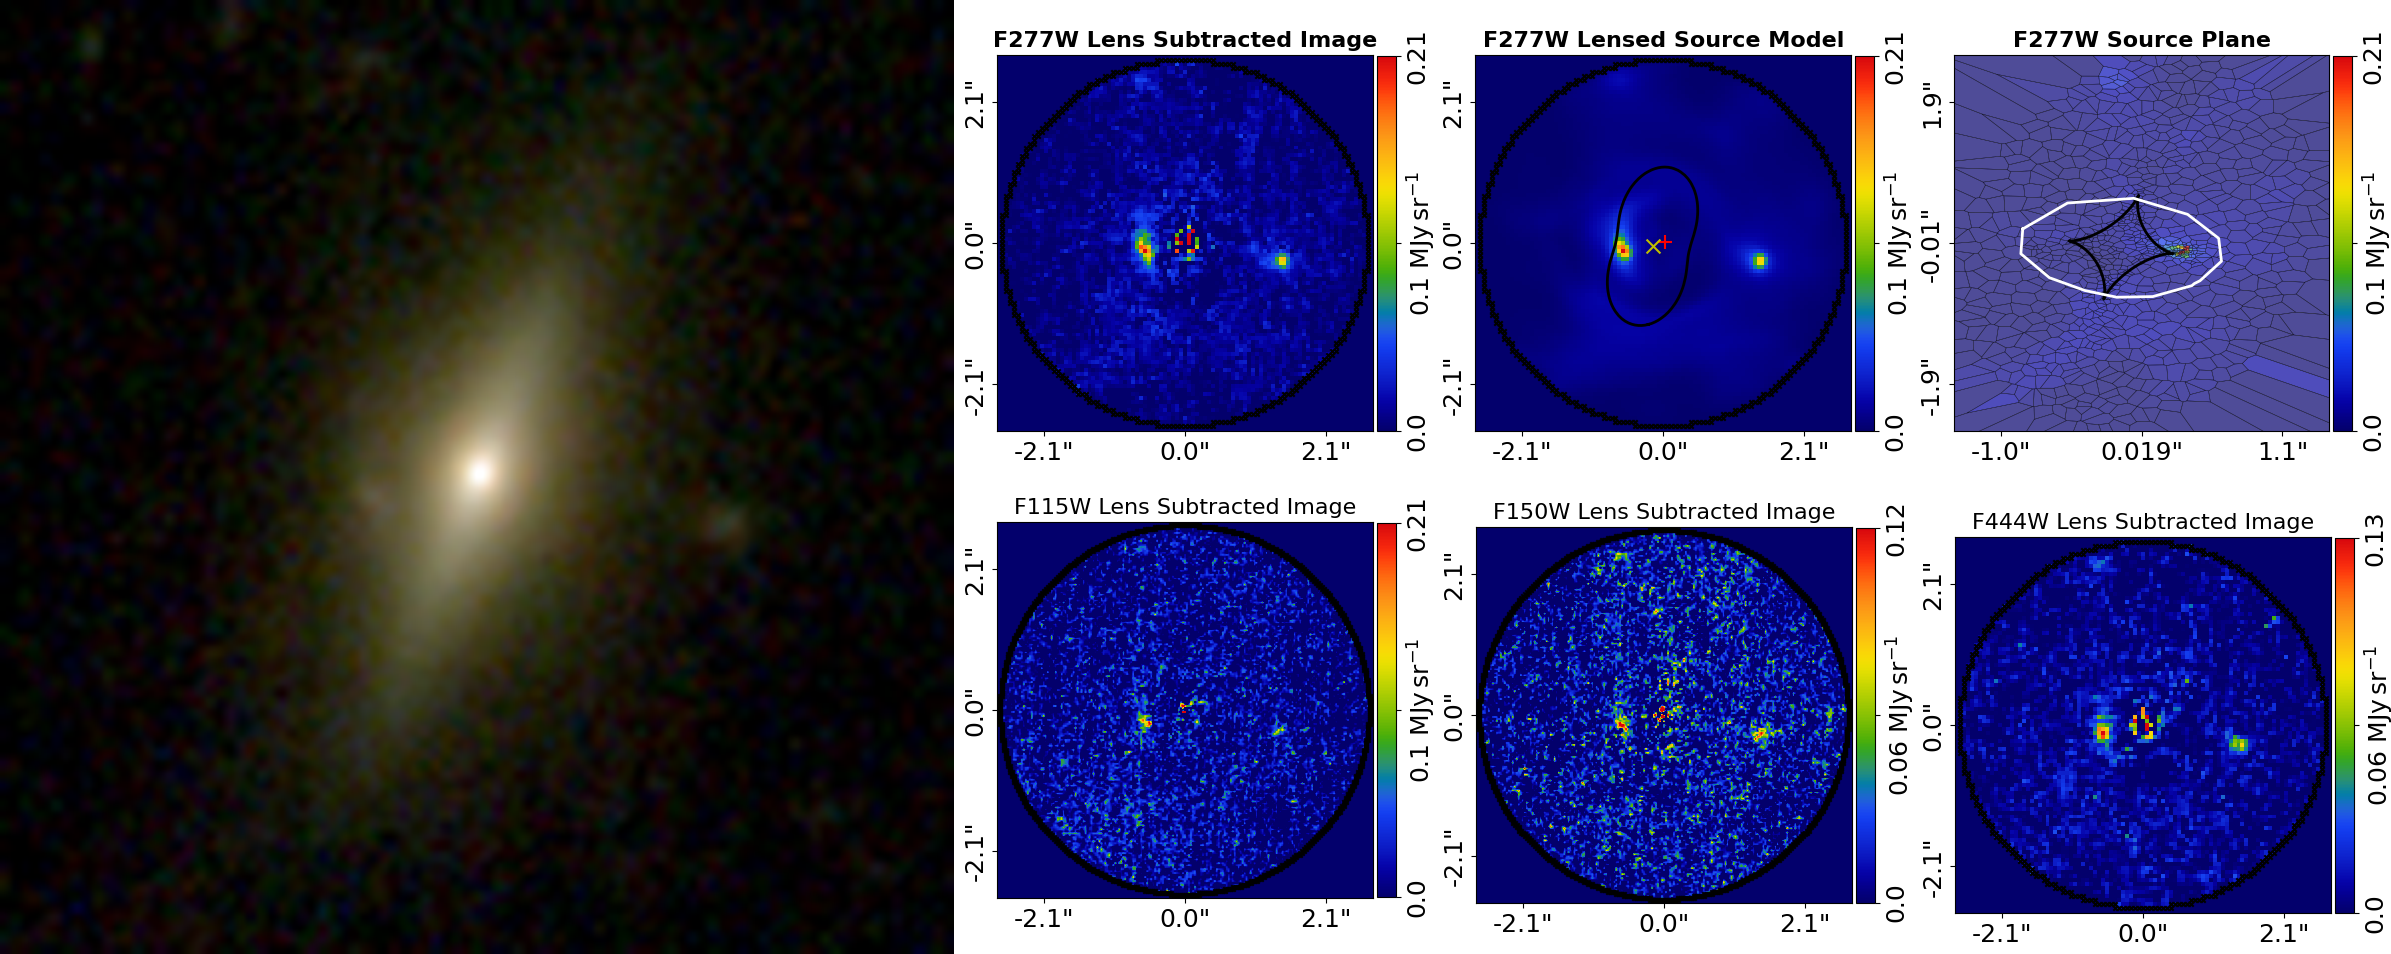 F277W Lens Subtracted Image
2.1"
0.0"
-2.1"
-2.1" 0.0" 2.1"
0.21
0.1 MJy sr⁻¹
0.0
F277W Lensed Source Model
2.1"
0.0"
-2.1"
-2.1" 0.0" 2.1"
0.21
0.1 MJy sr⁻¹
0.0
F277W Source Plane
1.9"
-0.01"
-1.9"
-1.0" 0.019" 1.1"
0.21
0.1 MJy sr⁻¹
0.0
F115W Lens Subtracted Image
2.1"
0.0"
-2.1"
-2.1" 0.0" 2.1"
0.21
0.1 MJy sr⁻¹
0.0
F150W Lens Subtracted Image
2.1"
0.0"
-2.1"
-2.1" 0.0" 2.1"
0.12
0.06 MJy sr⁻¹
0.0
F444W Lens Subtracted Image
2.1"
0.0"
-2.1"
-2.1" 0.0" 2.1"
0.13
0.06 MJy sr⁻¹
0.0